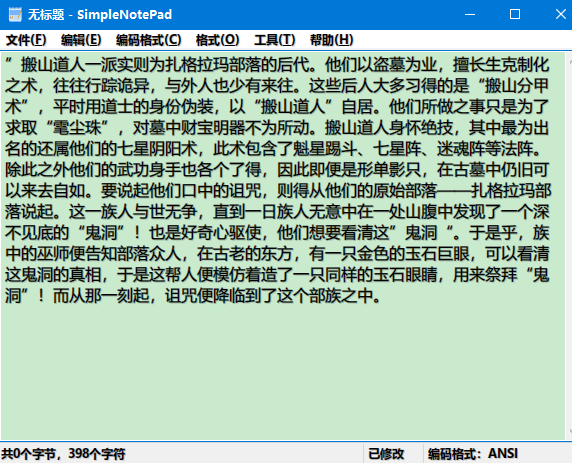 无标题 - SimpleNotePad
文件(F) 编辑(E) 编码格式(C) 格式(O) 工具(T) 帮助(H)
”搬山道人一派实则为扎格拉玛部落的后代。他们以盗墓为业，擅长生克制化
之术，往往行踪诡异，与外人也少有来往。这些后人大多习得的是“搬山分甲
术”，平时用道士的身份伪装，以“搬山道人”自居。他们所做之事只是为了
求取“雮尘珠”，对墓中财宝明器不为所动。搬山道人身怀绝技，其中最为出
名的还属他们的七星阴阳术，此术包含了魁星踢斗、七星阵、迷魂阵等法阵。
除此之外他们的武功身手也各个了得，因此即便是形单影只，在古墓中仍旧可
以来去自如。要说起他们口中的诅咒，则得从他们的原始部落——扎格拉玛部
落说起。这一族人与世无争，直到一日族人无意中在一处山腹中发现了一个深
不见底的“鬼洞”！也是好奇心驱使，他们想要看清这”鬼洞“。于是乎，族
中的巫师便告知部落众人，在古老的东方，有一只金色的玉石巨眼，可以看清
这鬼洞的真相，于是这帮人便模仿着造了一只同样的玉石眼睛，用来祭拜“鬼
洞”！而从那一刻起，诅咒便降临到了这个部族之中。
共0个字节，398个字符 已修改 编码格式：ANSI